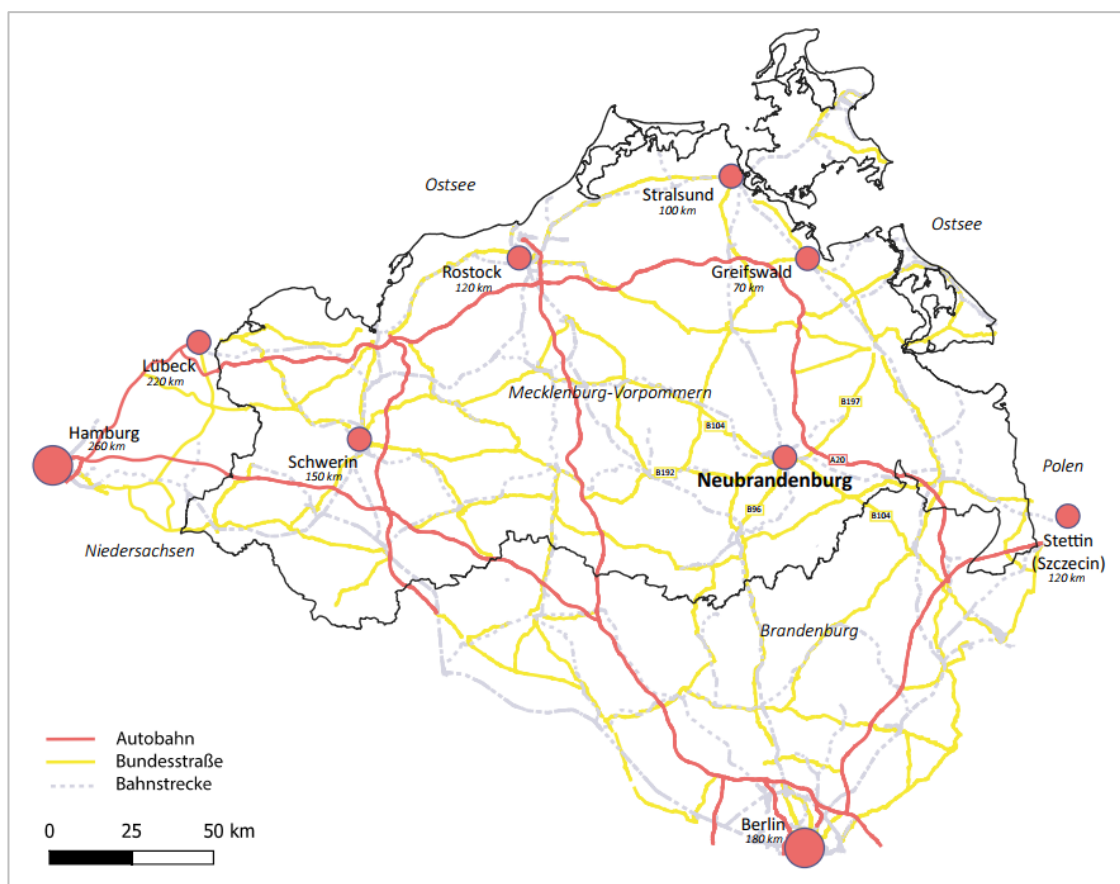 Ostsee
Stralsund
100 km
Ostsee
Rostock
120 km
Greifswald
70 km
Lübeck
220 km
Mecklenburg-Vorpommern
B197
B104
Hamburg
260 km
Schwerin
150 km
B192
A20
Neubrandenburg
Polen
B96
B104
Niedersachsen
Stettin
(Szczecin)
120 km
Brandenburg
Autobahn
Bundesstraße
Bahnstrecke
0 25 50 km
Berlin
180 km